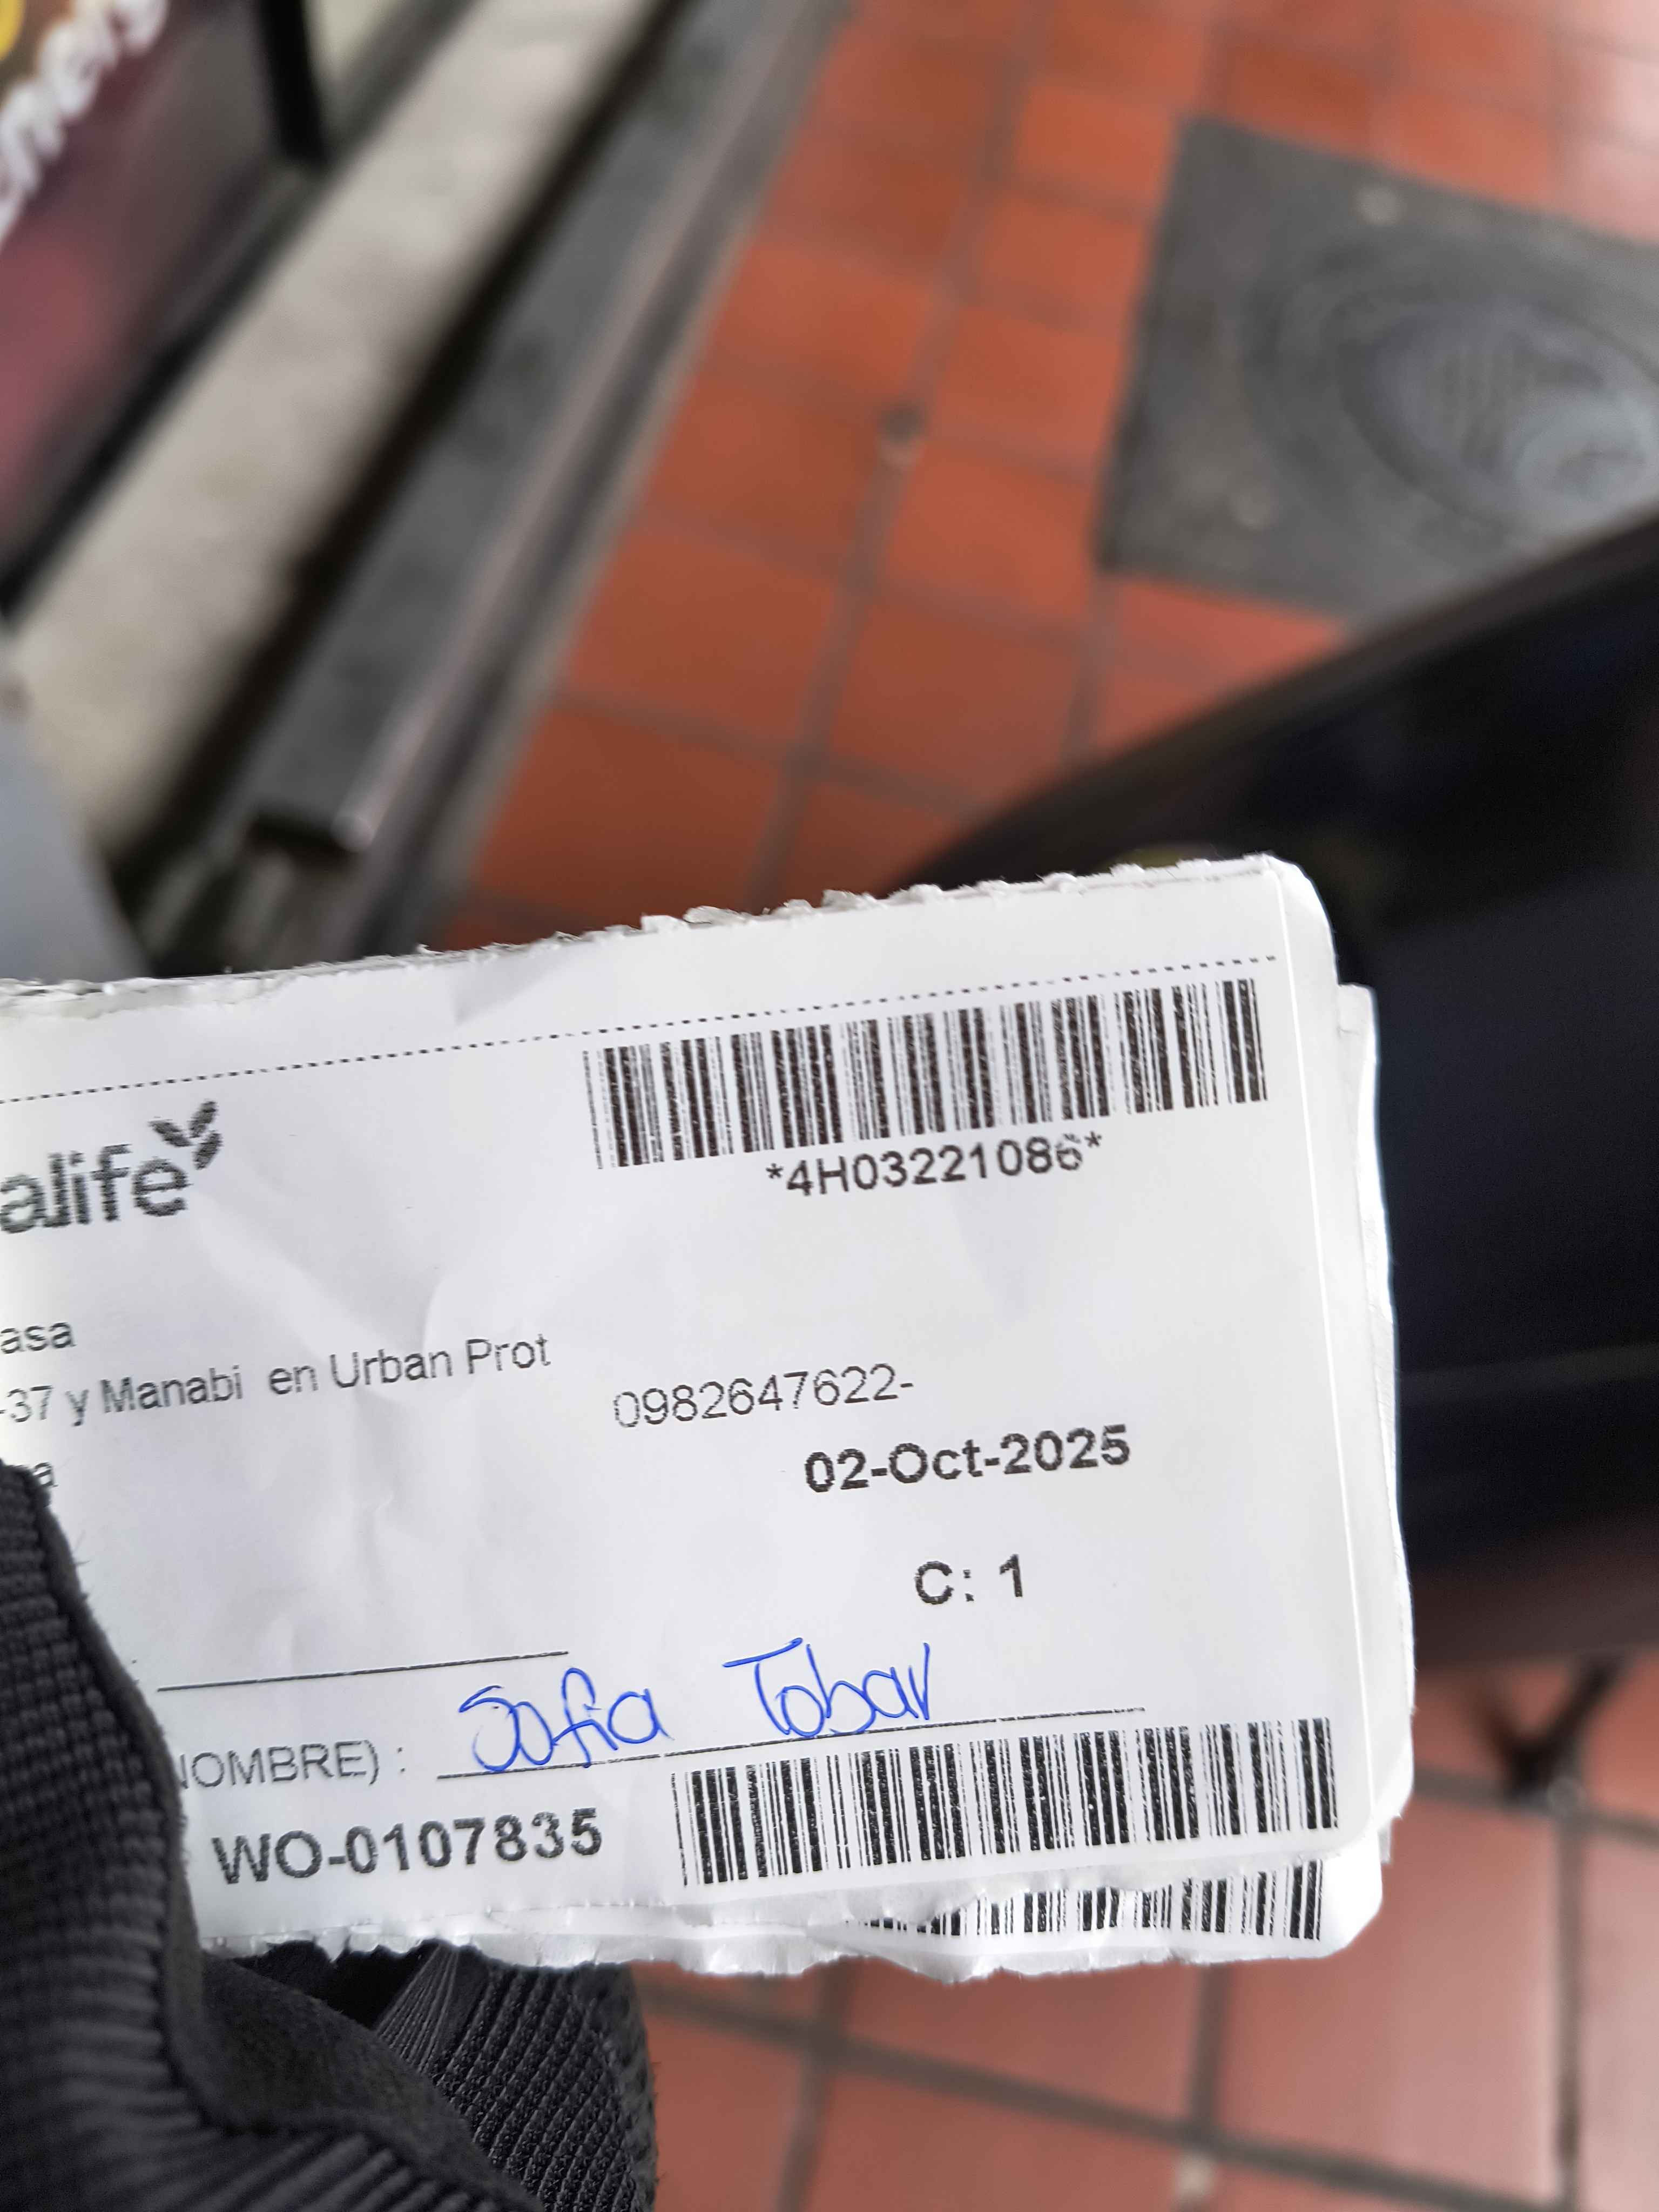 *4H03221086*
alife
asa
-37 y Manabi en Urban Prot
0982647622-
02-Oct-2025
C: 1
NOMBRE) : Sofia Tobar
WO-0107835